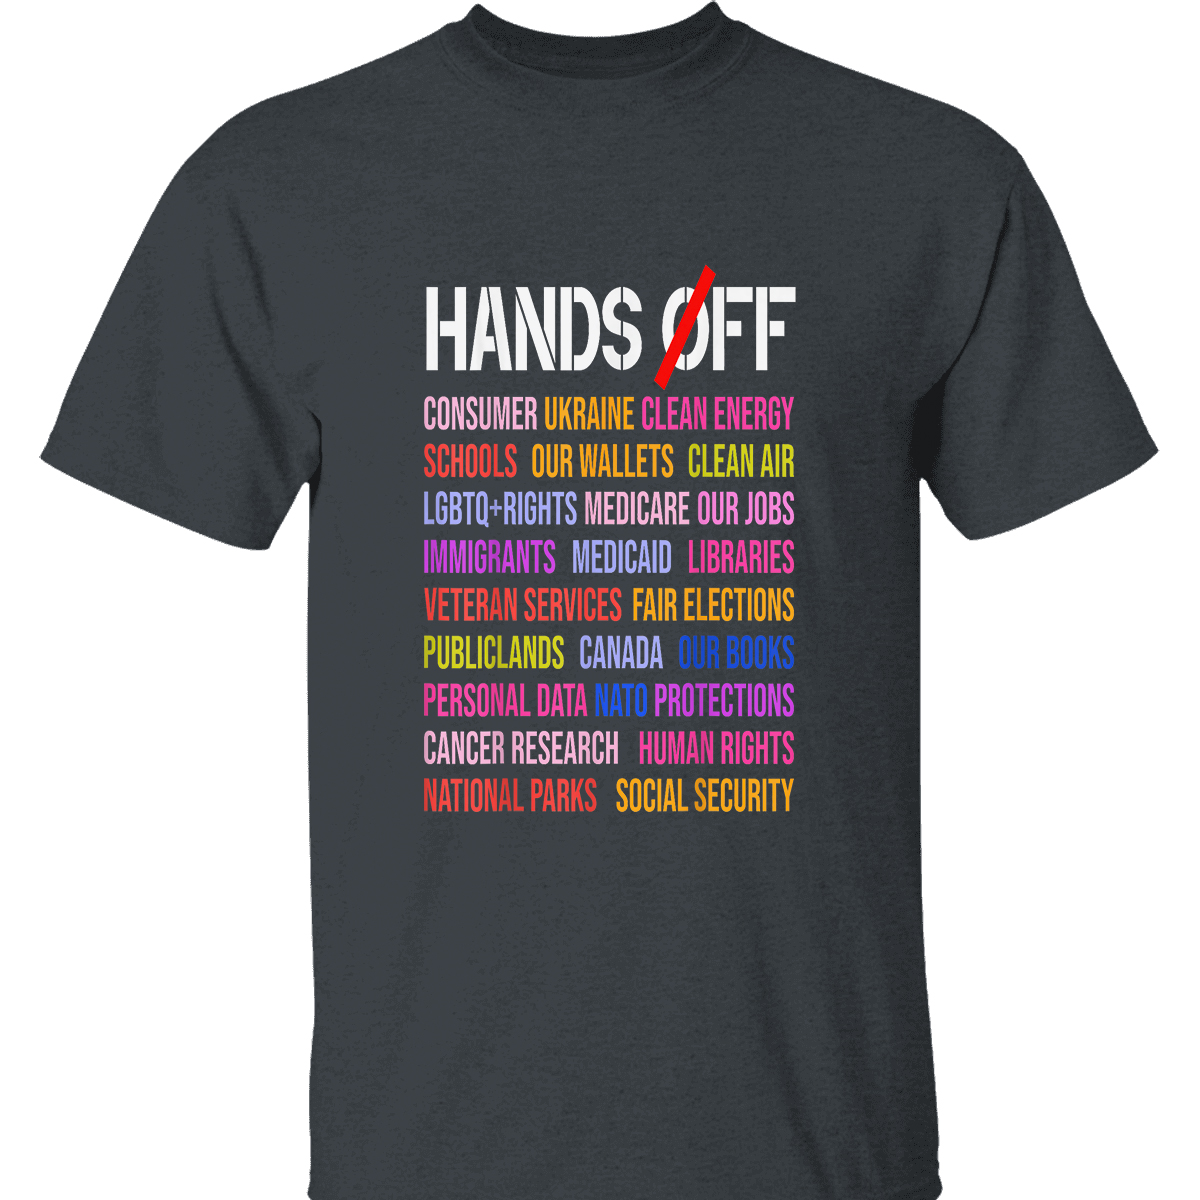 HANDS OFF
CONSUMER UKRAINE CLEAN ENERGY
SCHOOLS OUR WALLETS CLEAN AIR
LGBTQ+RIGHTS MEDICARE OUR JOBS
IMMIGRANTS MEDICAID LIBRARIES
VETERAN SERVICES FAIR ELECTIONS
PUBLICLANDS CANADA OUR BOOKS
PERSONAL DATA NATO PROTECTIONS
CANCER RESEARCH HUMAN RIGHTS
NATIONAL PARKS SOCIAL SECURITY